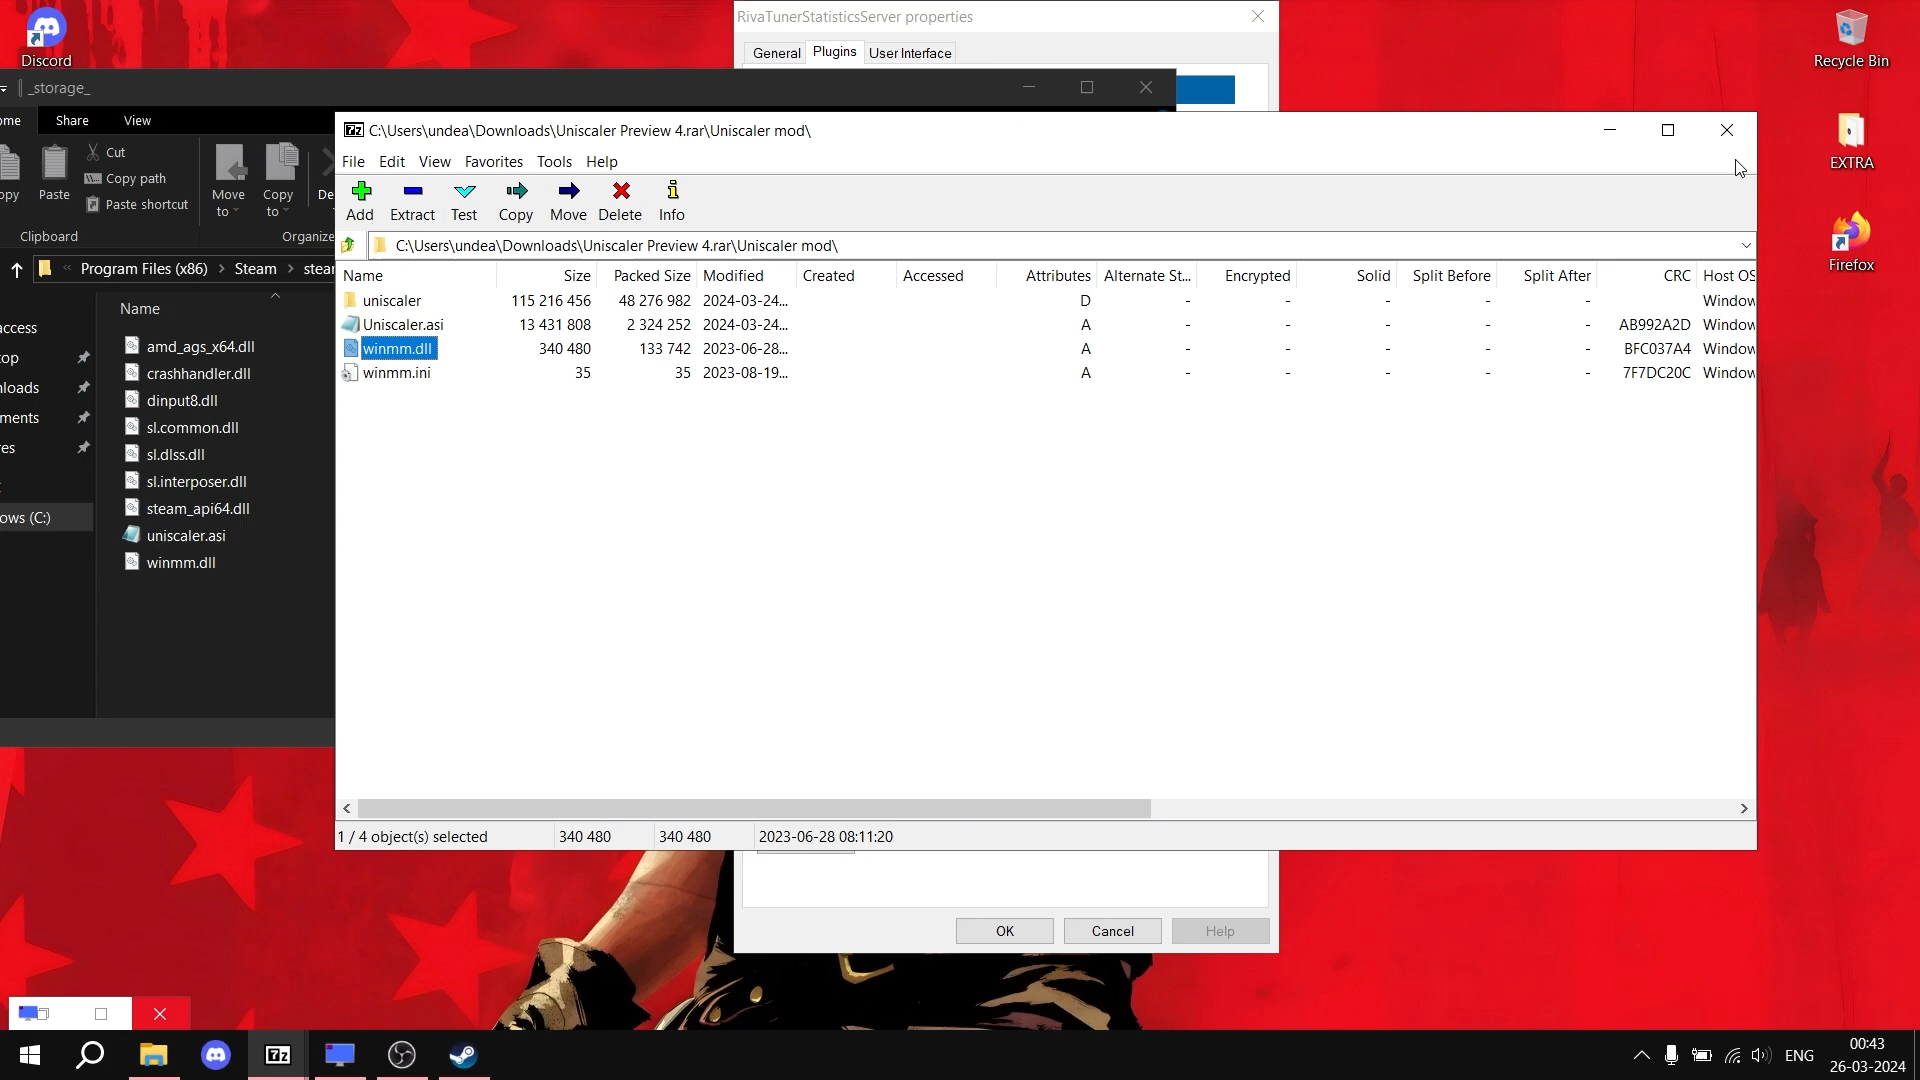 Discord
RivaTunerStatisticsServer properties
General Plugins User Interface
Recycle Bin
EXTRA
Firefox
_storage_
ome Share View
Cut
Copy path
Paste shortcut
opy Paste
Move to
Copy to
De
Clipboard
Organize
Program Files (x86) > Steam > stear
Name
access
op
nloads
ments
res
ows (C:)
amd_ags_x64.dll
crashhandler.dll
dinput8.dll
sl.common.dll
sl.dlss.dll
sl.interposer.dll
steam_api64.dll
uniscaler.asi
winmm.dll
7z C:\Users\undea\Downloads\Uniscaler Preview 4.rar\Uniscaler mod\
File Edit View Favorites Tools Help
Add Extract Test Copy Move Delete Info
C:\Users\undea\Downloads\Uniscaler Preview 4.rar\Uniscaler mod\
Name Size Packed Size Modified Created Accessed Attributes Alternate St... Encrypted Solid Split Before Split After CRC Host OS
uniscaler 115 216 456 48 276 982 2024-03-24... D - - - - - Window
Uniscaler.asi 13 431 808 2 324 252 2024-03-24... A - - - - - AB992A2D Window
winmm.dll 340 480 133 742 2023-06-28... A - - - - - BFC037A4 Window
winmm.ini 35 35 2023-08-19... A - - - - - 7F7DC20C Window
1 / 4 object(s) selected 340 480 340 480 2023-06-28 08:11:20
OK Cancel Help
7z
ENG
00:43
26-03-2024